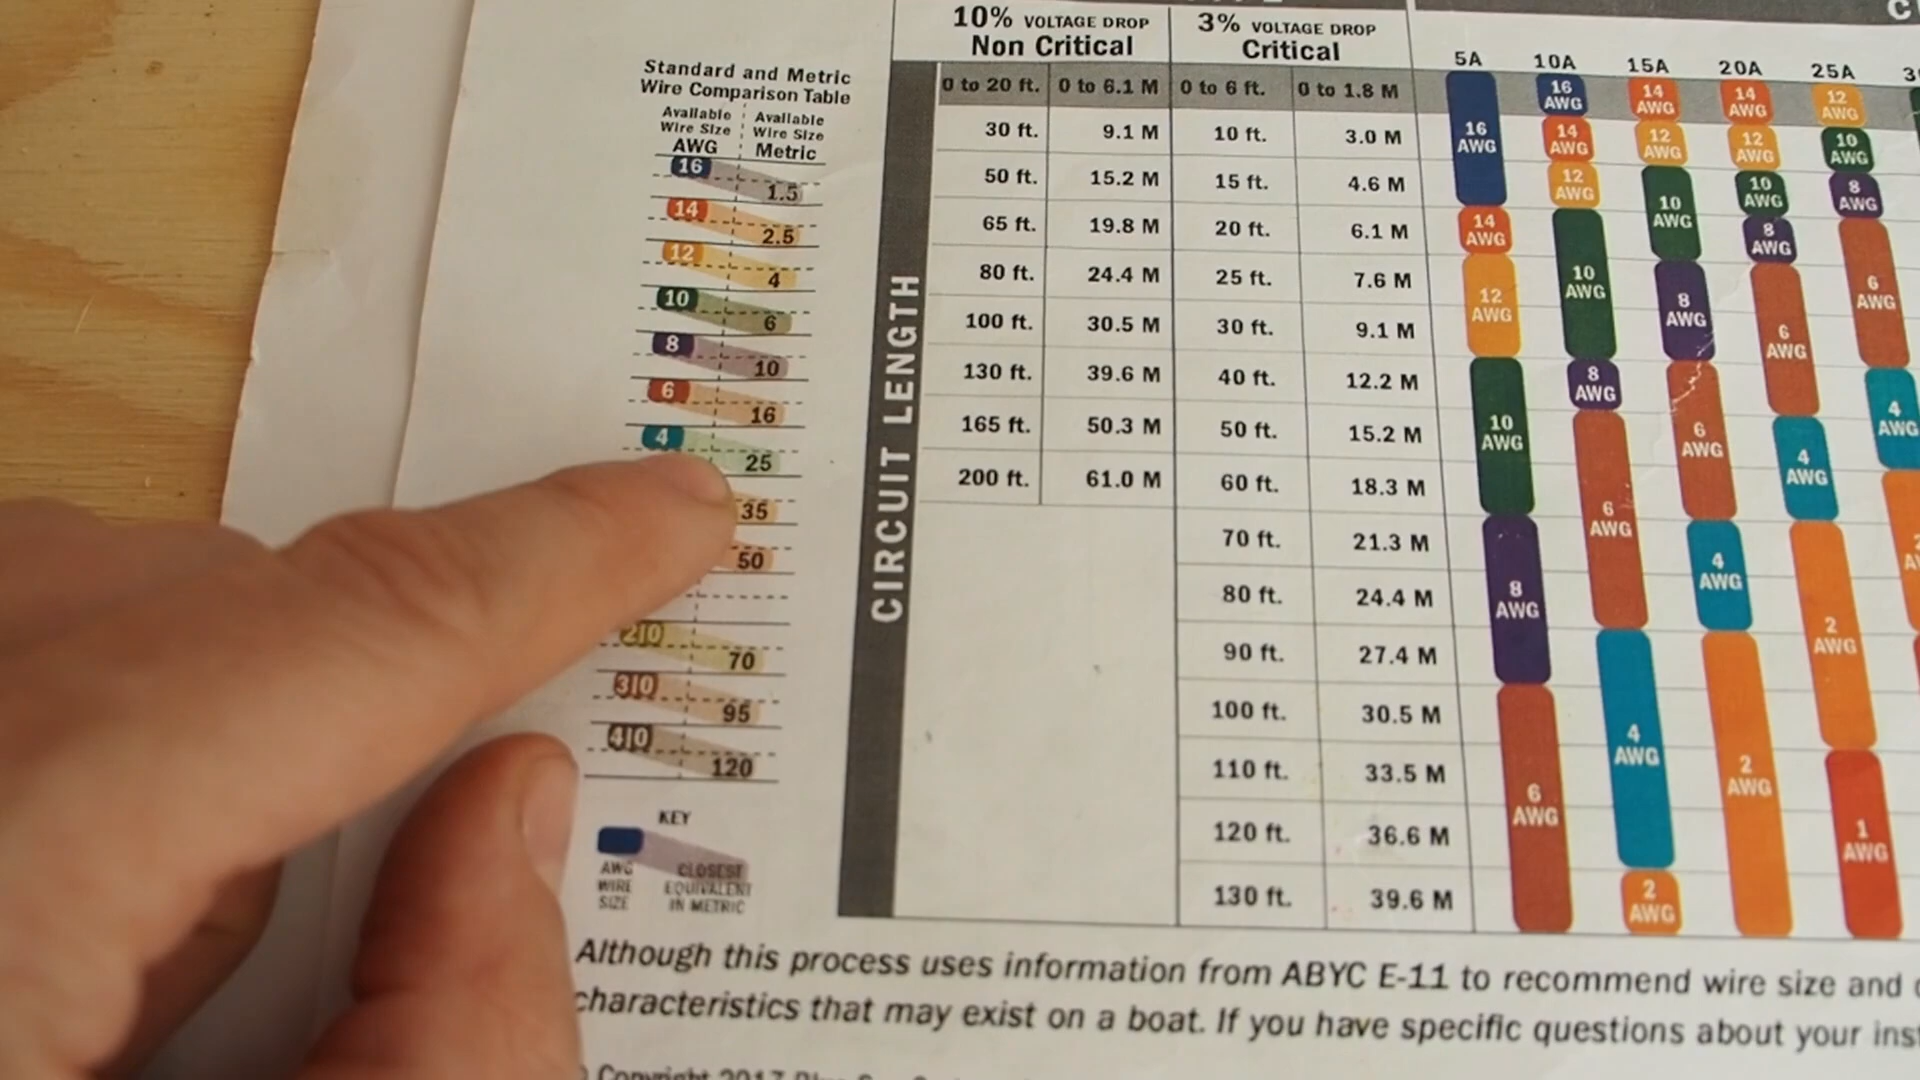 10% VOLTAGE DROP
Non Critical
3% VOLTAGE DROP
Critical
Standard and Metric
Wire Comparison Table
Available Wire Size AWG
Available Wire Size Metric
16 1.5
14 2.5
12 4
10 6
8 10
6 16
4 25
35
50
2|0 70
3|0 95
4|0 120
KEY
AWG WIRE SIZE
CLOSEST EQUIVALENT IN METRIC
CIRCUIT LENGTH
0 to 20 ft. 0 to 6.1 M 0 to 6 ft. 0 to 1.8 M
30 ft. 9.1 M 10 ft. 3.0 M
50 ft. 15.2 M 15 ft. 4.6 M
65 ft. 19.8 M 20 ft. 6.1 M
80 ft. 24.4 M 25 ft. 7.6 M
100 ft. 30.5 M 30 ft. 9.1 M
130 ft. 39.6 M 40 ft. 12.2 M
165 ft. 50.3 M 50 ft. 15.2 M
200 ft. 61.0 M 60 ft. 18.3 M
70 ft. 21.3 M
80 ft. 24.4 M
90 ft. 27.4 M
100 ft. 30.5 M
110 ft. 33.5 M
120 ft. 36.6 M
130 ft. 39.6 M
5A
16 AWG
14 AWG
12 AWG
10 AWG
8 AWG
6 AWG
10A
16 AWG
14 AWG
12 AWG
10 AWG
8 AWG
6 AWG
4 AWG
2 AWG
15A
14 AWG
12 AWG
10 AWG
8 AWG
6 AWG
4 AWG
2 AWG
20A
14 AWG
12 AWG
10 AWG
8 AWG
6 AWG
4 AWG
2 AWG
25A
12 AWG
10 AWG
8 AWG
6 AWG
4 AWG
2 AWG
1 AWG
Although this process uses information from ABYC E-11 to recommend wire size and
characteristics that may exist on a boat. If you have specific questions about your
Copyright 2017